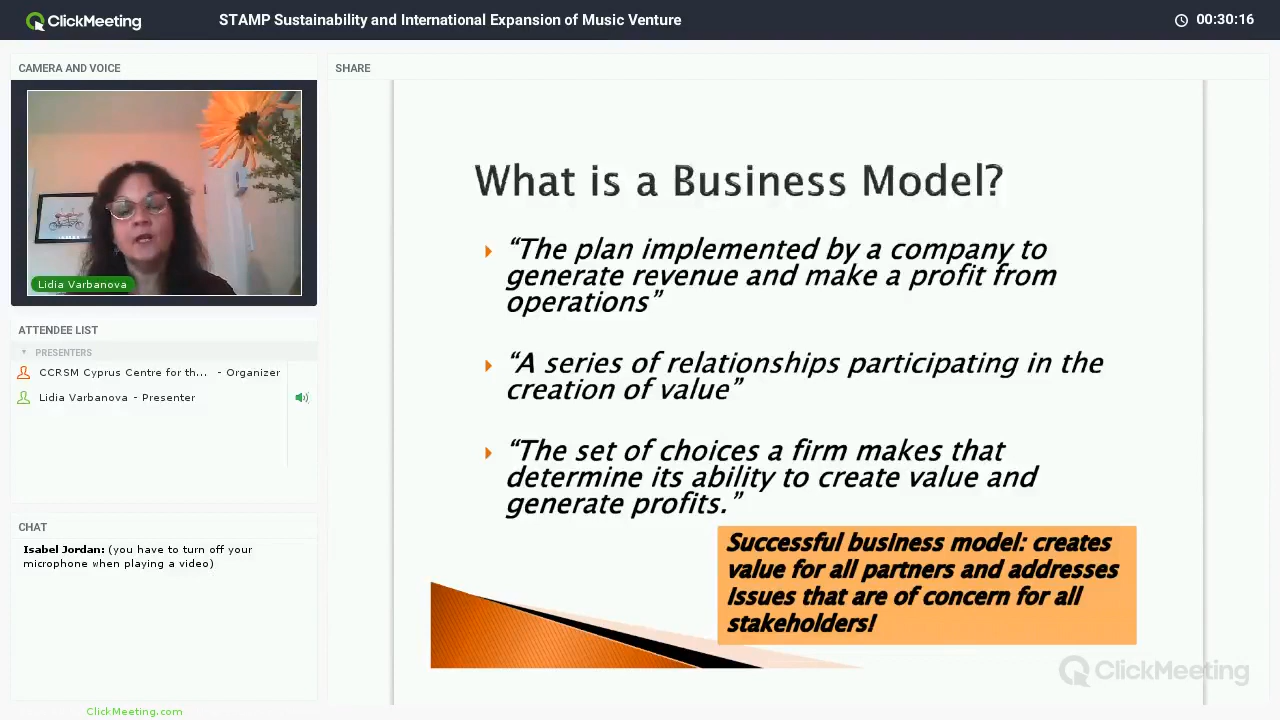 ClickMeeting
STAMP Sustainability and International Expansion of Music Venture
00:30:16
CAMERA AND VOICE
Lidia Varbanova
ATTENDEE LIST
PRESENTERS
CCRSM Cyprus Centre for th... - Organizer
Lidia Varbanova - Presenter
CHAT
Isabel Jordan: (you have to turn off your
microphone when playing a video)
ClickMeeting.com
SHARE
What is a Business Model?
“The plan implemented by a company to
generate revenue and make a profit from
operations”
“A series of relationships participating in the
creation of value”
“The set of choices a firm makes that
determine its ability to create value and
generate profits.”
Successful business model: creates
value for all partners and addresses
Issues that are of concern for all
stakeholders!
ClickMeeting